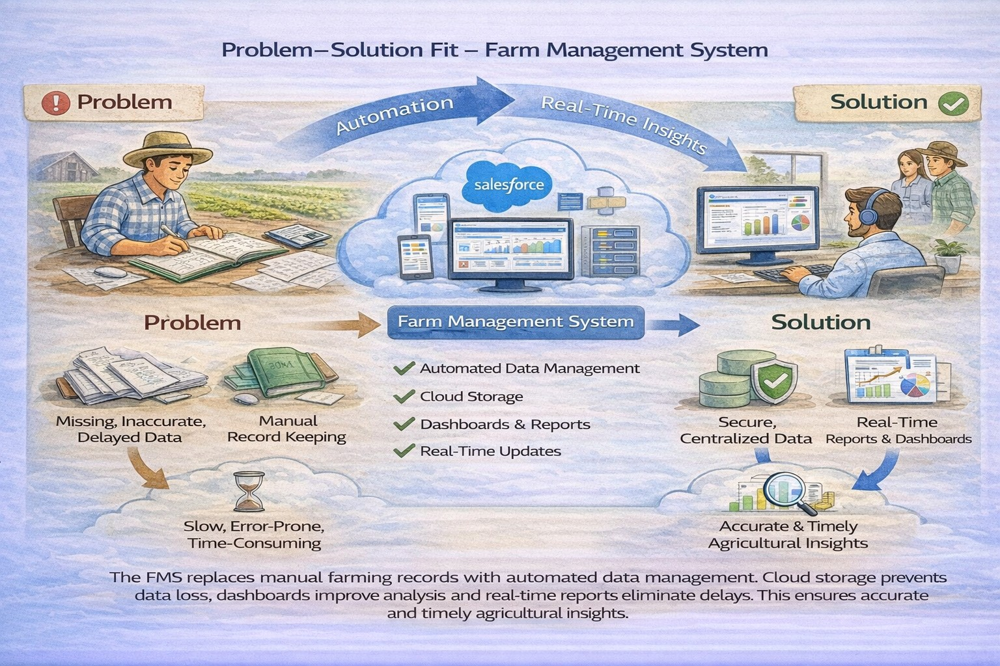 Problem–Solution Fit – Farm Management System
Problem
Automation
Real-Time Insights
Solution
salesforce
Problem
Farm Management System
Solution
Automated Data Management
Cloud Storage
Dashboards & Reports
Real-Time Updates
Missing, Inaccurate,
Delayed Data
Manual
Record Keeping
Secure,
Centralized Data
Real-Time
Reports & Dashboards
Slow, Error-Prone,
Time-Consuming
Accurate & Timely
Agricultural Insights
The FMS replaces manual farming records with automated data management. Cloud storage prevents
data loss, dashboards improve analysis and real-time reports eliminate delays. This ensures accurate
and timely agricultural insights.